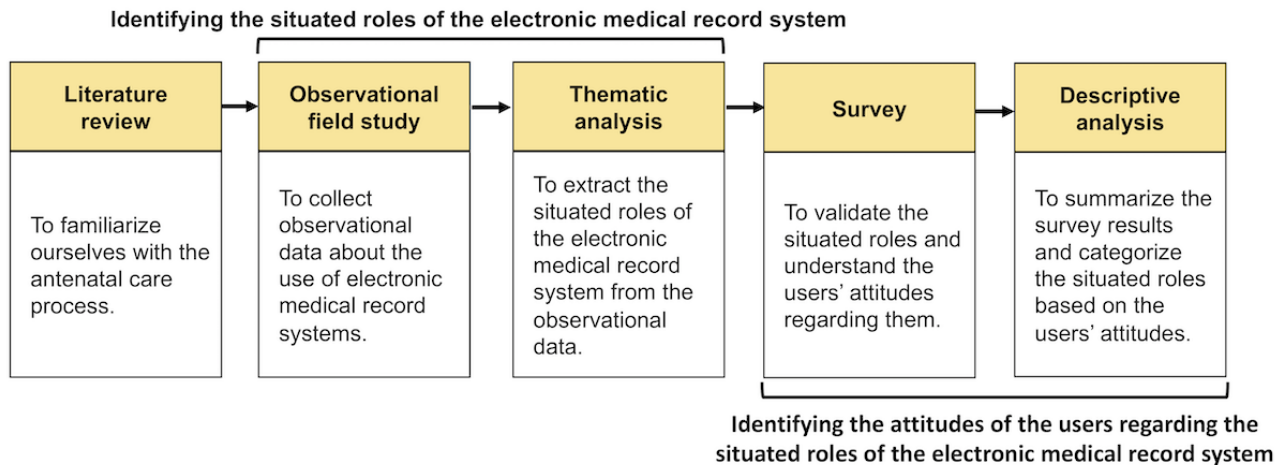 Identifying the situated roles of the electronic medical record system
Literature
review
To familiarize
ourselves with the
antenatal care
process.
Observational
field study
To collect
observational
data about the
use of electronic
medical record
systems.
Thematic
analysis
To extract the
situated roles of
the electronic
medical record
system from the
observational
data.
Survey
To validate the
situated roles and
understand the
users’ attitudes
regarding them.
Descriptive
analysis
To summarize the
survey results
and categorize
the situated roles
based on the
users’ attitudes.
Identifying the attitudes of the users regarding the
situated roles of the electronic medical record system